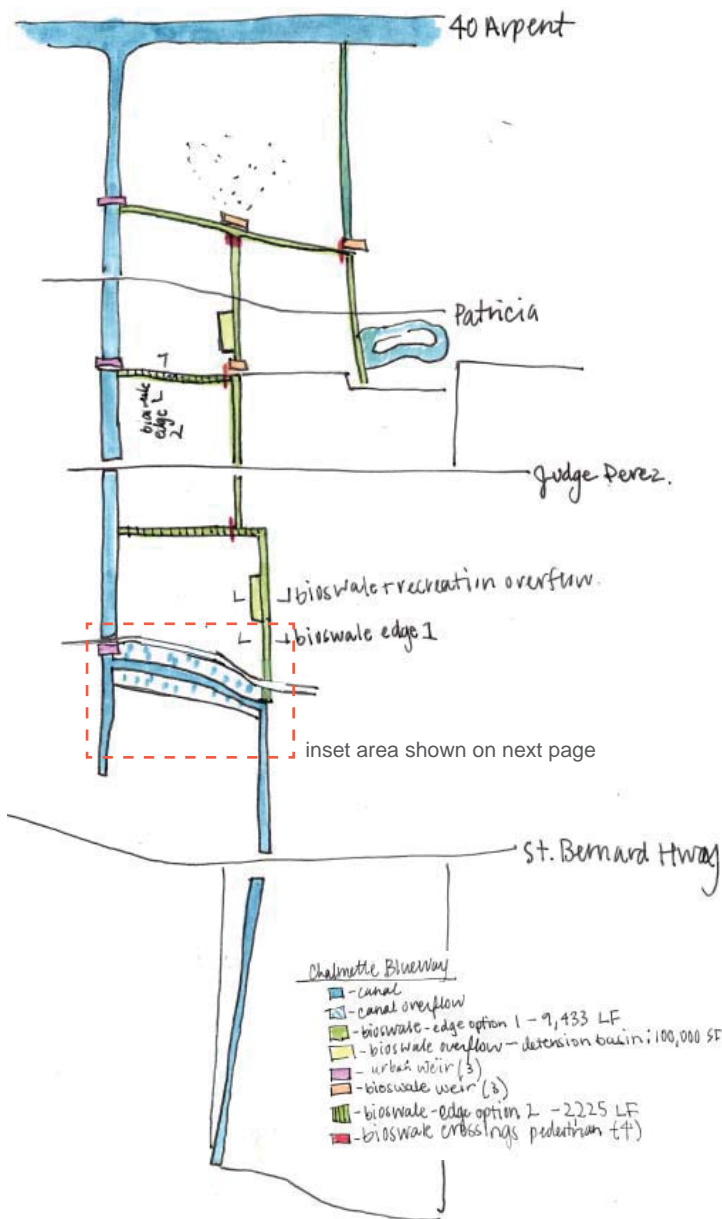 40 Arpent
Patricia
7
bioswale
edge
2
Judge Perez.
L ⅃ bioswale + recreation overflow.
L ⅃ bioswale edge 1
inset area shown on next page
St. Bernard Hway
Chalmette Blueway
- canal
- canal overflow
- bioswale - edge option 1 - 9,433 LF
- bioswale overflow - detension basin: 100,000 SF
- urban weir (3)
- bioswale weir (3)
- bioswale - edge option 2 - 2225 LF
- bioswale crossings pedestrian (4)